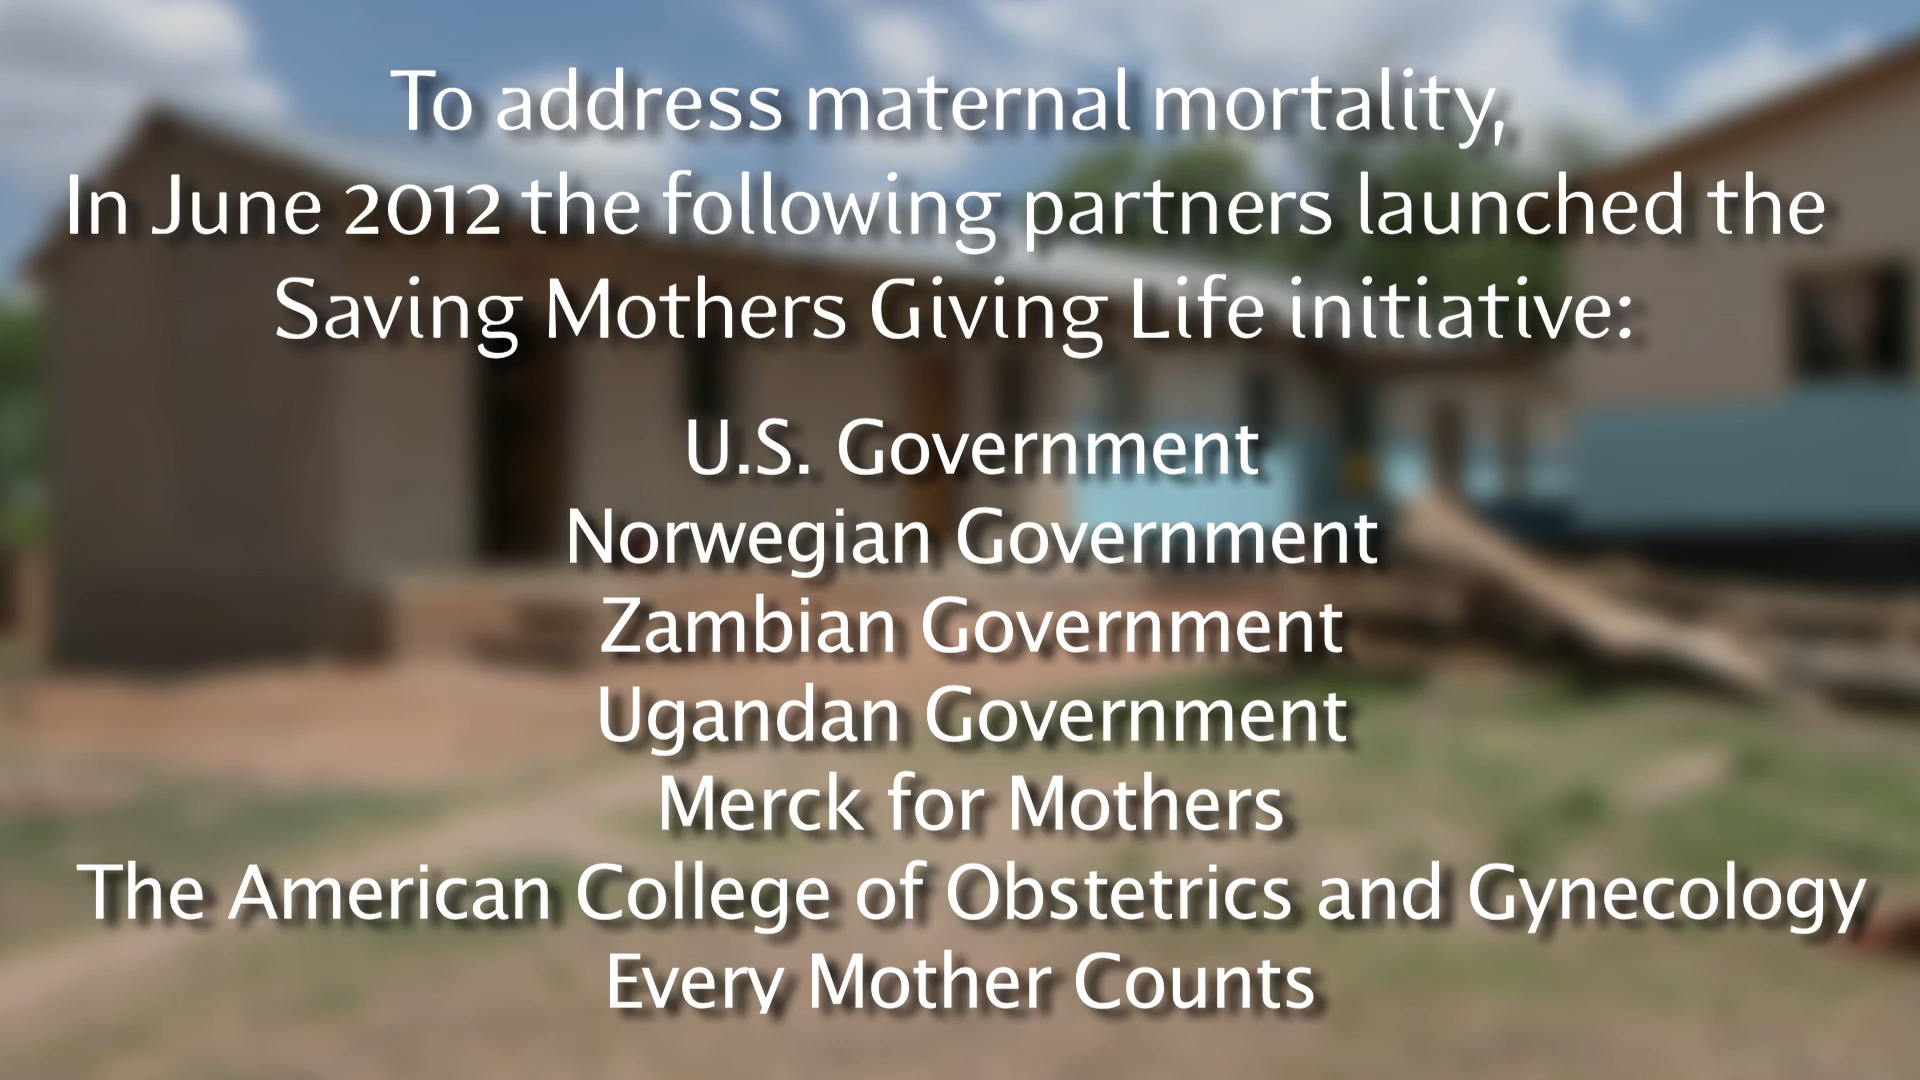 To address maternal mortality,
In June 2012 the following partners launched the
Saving Mothers Giving Life initiative:
U.S. Government
Norwegian Government
Zambian Government
Ugandan Government
Merck for Mothers
The American College of Obstetrics and Gynecology
Every Mother Counts